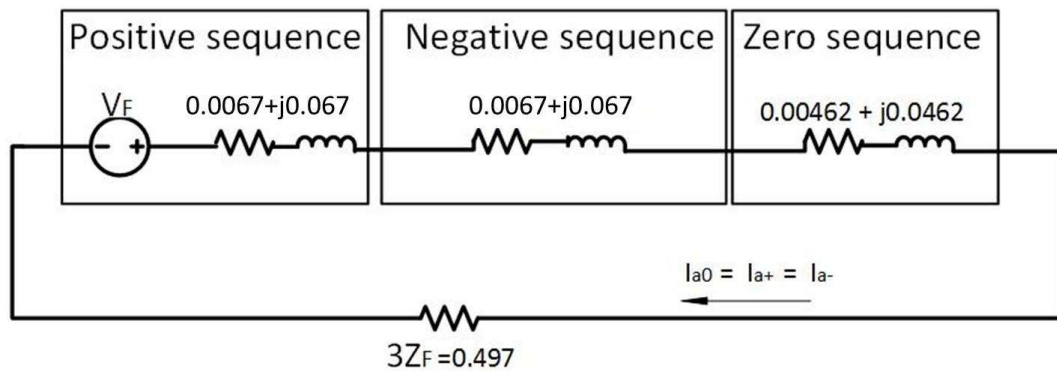 Positive sequence
Negative sequence
Zero sequence
VF
0.0067+j0.067
0.0067+j0.067
0.00462 + j0.0462
- +
Ia0 = Ia+ = Ia-
3ZF =0.497